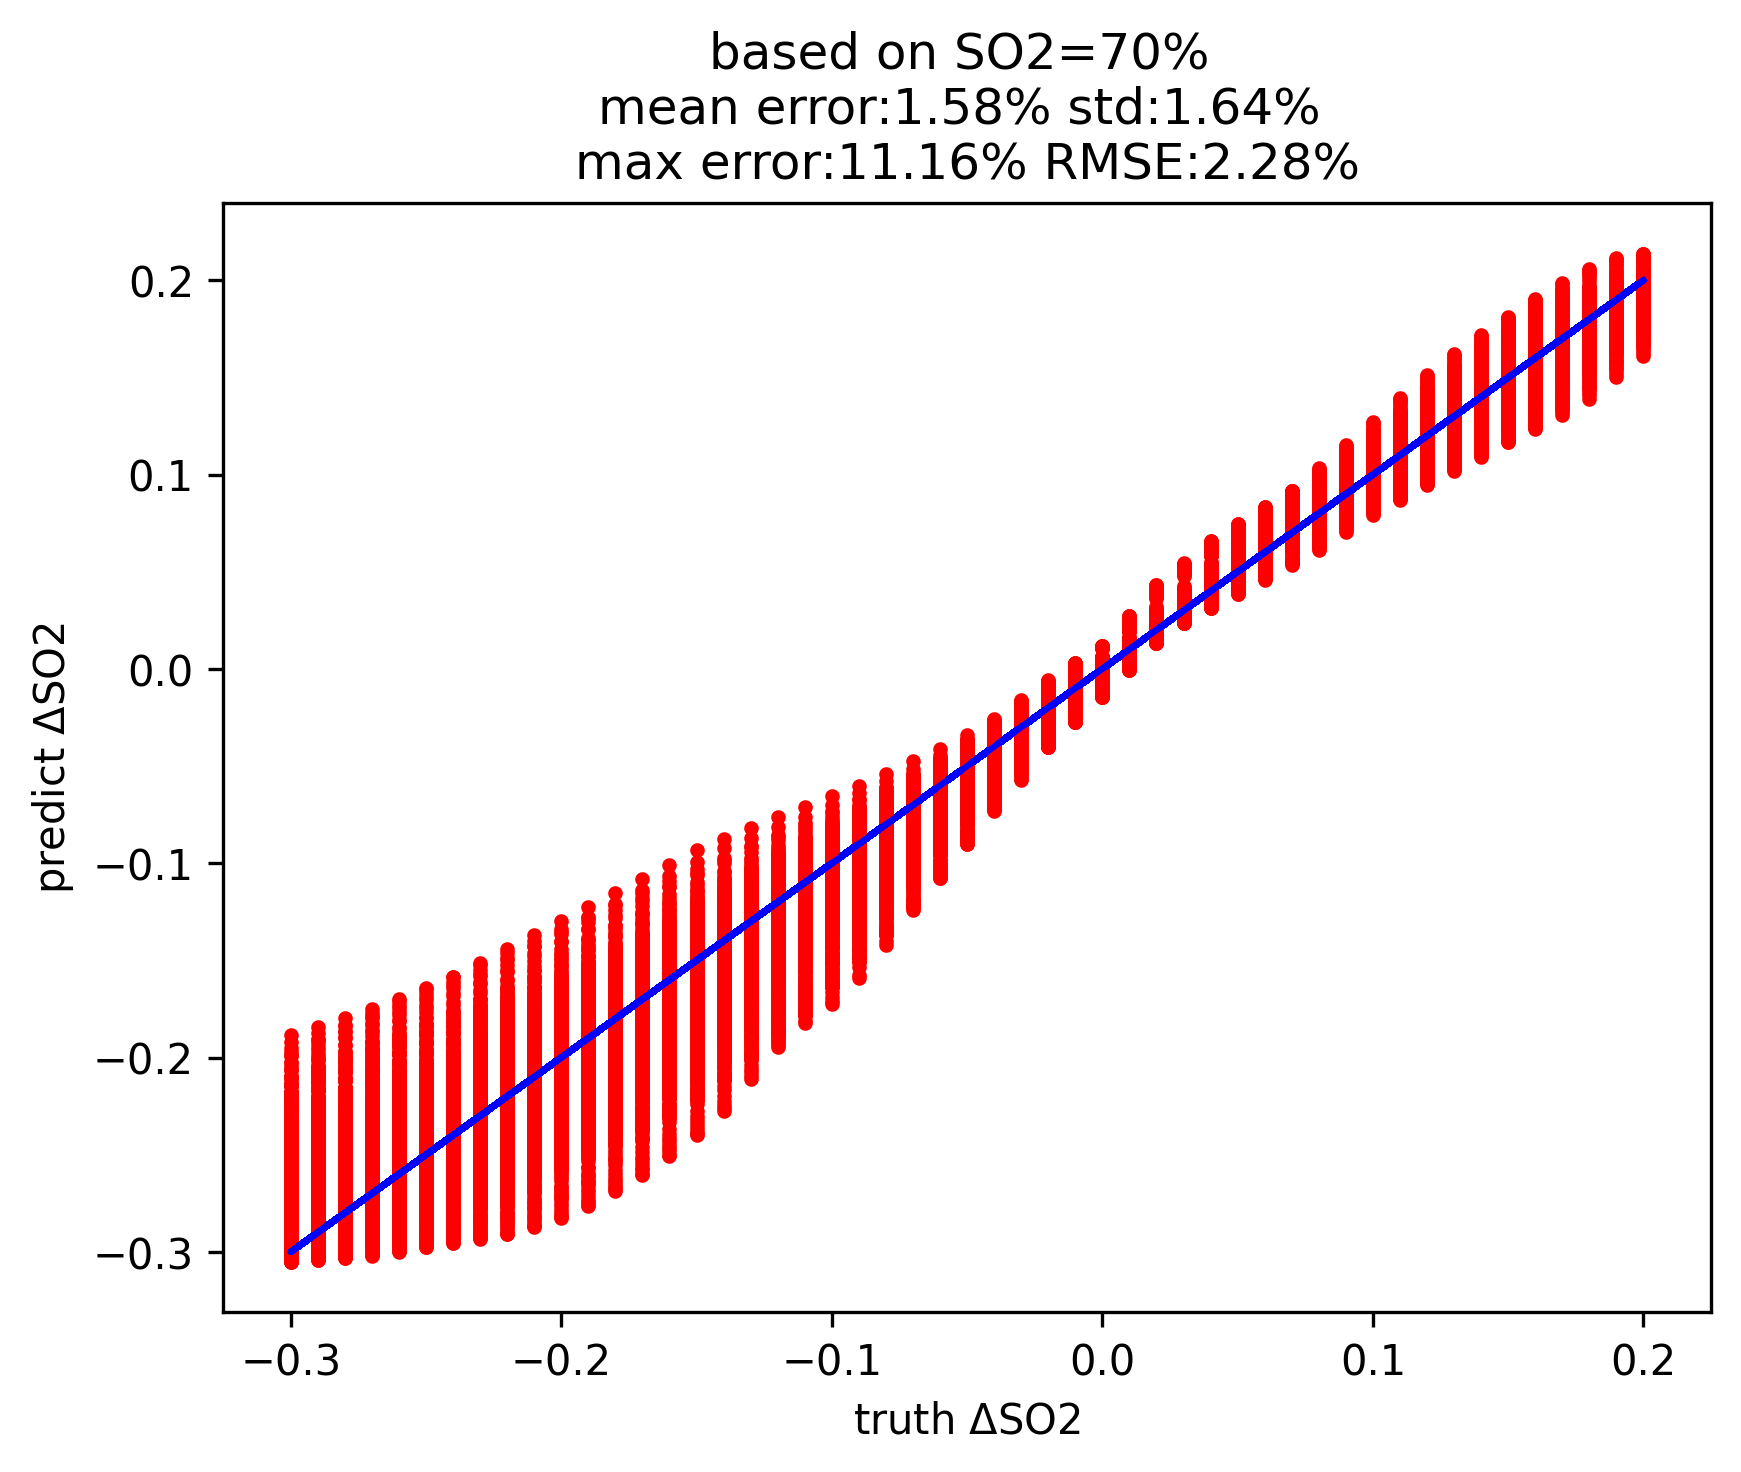 based on SO2=70%
mean error:1.58% std:1.64%
max error:11.16% RMSE:2.28%
0.2
0.1
0.0
−0.1
−0.2
−0.3
predict ΔSO2
−0.3
−0.2
−0.1
0.0
0.1
0.2
truth ΔSO2